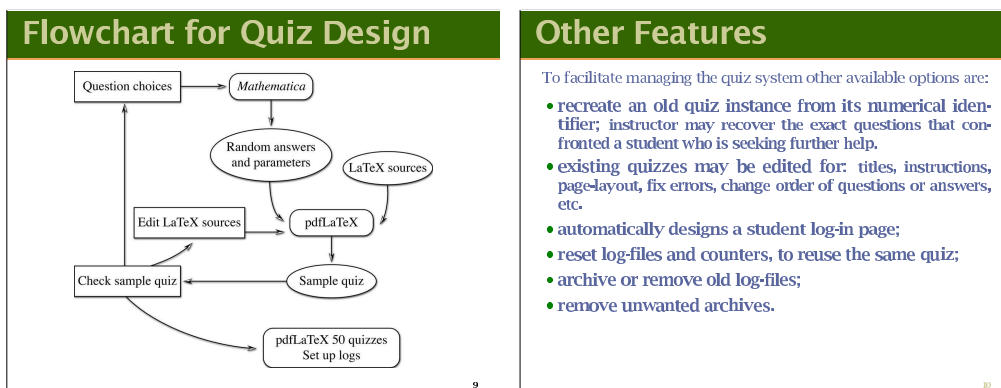 Flowchart for Quiz Design
Question choices
Mathematica
Random answers
and parameters
LaTeX sources
Edit LaTeX sources
pdfLaTeX
Check sample quiz
Sample quiz
pdfLaTeX 50 quizzes
Set up logs
9
Other Features
To facilitate managing the quiz system other available options are:
• recreate an old quiz instance from its numerical iden-
tifier; instructor may recover the exact questions that con-
fronted a student who is seeking further help.
• existing quizzes may be edited for: titles, instructions,
page-layout, fix errors, change order of questions or answers,
etc.
• automatically designs a student log-in page;
• reset log-files and counters, to reuse the same quiz;
• archive or remove old log-files;
• remove unwanted archives.
10